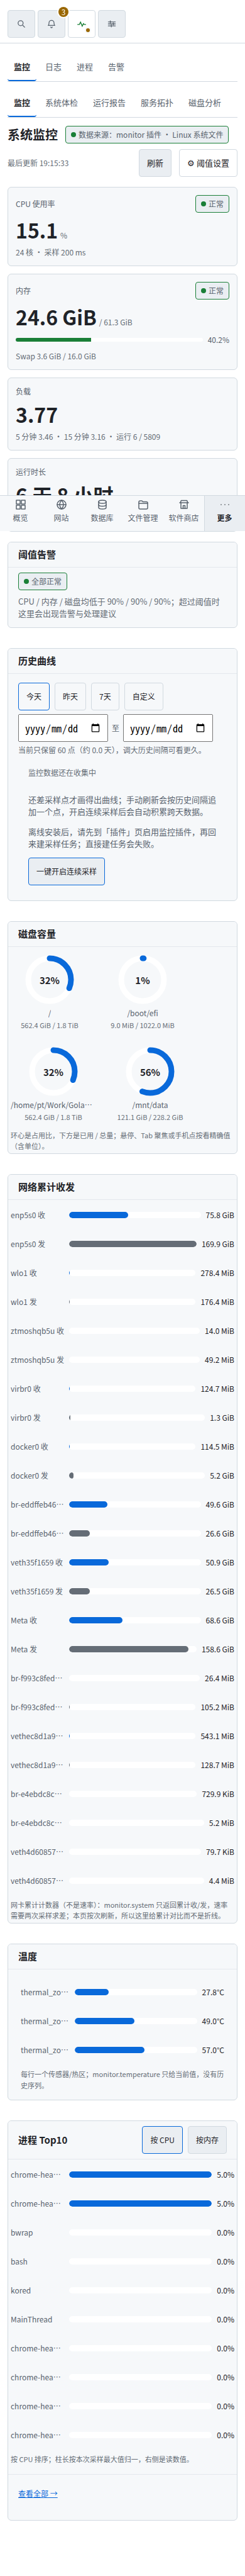 3
监控 日志 进程 告警
监控 系统体检 运行报告 服务拓扑 磁盘分析
系统监控 数据来源：monitor 插件 · Linux 系统文件
最后更新 19:15:33 刷新 ⚙ 阈值设置
CPU 使用率 正常
15.1 %
24 核 · 采样 200 ms
内存 正常
24.6 GiB / 61.3 GiB
40.2%
Swap 3.6 GiB / 16.0 GiB
负载
3.77
5 分钟 3.46 · 15 分钟 3.16 · 运行 6 / 5809
运行时长
6 天 8 小时
概览 网站 数据库 文件管理 软件商店 更多
阈值告警
全部正常
CPU / 内存 / 磁盘均低于 90% / 90% / 90%；超过阈值时
这里会出现告警与处理建议
历史曲线
今天 昨天 7天 自定义
yyyy/mm/dd 至 yyyy/mm/dd
当前只保留 60 点（约 0.0 天），调大历史间隔可看更久。
监控数据还在收集中
还差采样点才画得出曲线；手动刷新会按历史间隔追
加一个点，开启连续采样后会自动积累跨天数据。
离线安装后，请先到「插件」页启用监控插件，再回
来建采样任务；直接建任务会失败。
一键开启连续采样
磁盘容量
32% 1%
/ /boot/efi
562.4 GiB / 1.8 TiB 9.0 MiB / 1022.0 MiB
32% 56%
/home/pt/Work/Gola… /mnt/data
562.4 GiB / 1.8 TiB 121.1 GiB / 228.2 GiB
环心是占用比，下方是已用 / 总量；悬停、Tab 聚焦或手机点按看精确值
（含单位）。
网络累计收发
enp5s0 收 75.8 GiB
enp5s0 发 169.9 GiB
wlo1 收 278.4 MiB
wlo1 发 176.4 MiB
ztmoshqb5u 收 14.0 MiB
ztmoshqb5u 发 49.2 MiB
virbr0 收 124.7 MiB
virbr0 发 1.3 GiB
docker0 收 114.5 MiB
docker0 发 5.2 GiB
br-eddffeb46… 49.6 GiB
br-eddffeb46… 26.6 GiB
veth35f1659 收 50.9 GiB
veth35f1659 发 26.5 GiB
Meta 收 68.6 GiB
Meta 发 158.6 GiB
br-f993c8fed… 26.4 MiB
br-f993c8fed… 105.2 MiB
vethec8d1a9… 543.1 MiB
vethec8d1a9… 128.7 MiB
br-e4ebdc8c… 729.9 KiB
br-e4ebdc8c… 5.2 MiB
veth4d60857… 79.7 KiB
veth4d60857… 4.4 MiB
网卡累计计数器（不是速率）：monitor.system 只返回累计收/发，速率
需要两次采样求差；本页按次刷新，所以这里给累计对比而不是折线。
温度
thermal_zo… 27.8°C
thermal_zo… 49.0°C
thermal_zo… 57.0°C
每行一个传感器/热区；monitor.temperature 只给当前值，没有历
史序列。
进程 Top10 按 CPU 按内存
chrome-hea… 5.0%
chrome-hea… 5.0%
bwrap 0.0%
bash 0.0%
kored 0.0%
MainThread 0.0%
chrome-hea… 0.0%
chrome-hea… 0.0%
chrome-hea… 0.0%
chrome-hea… 0.0%
按 CPU 排序；柱长按本次采样最大值归一，右侧是读数值。
查看全部 →